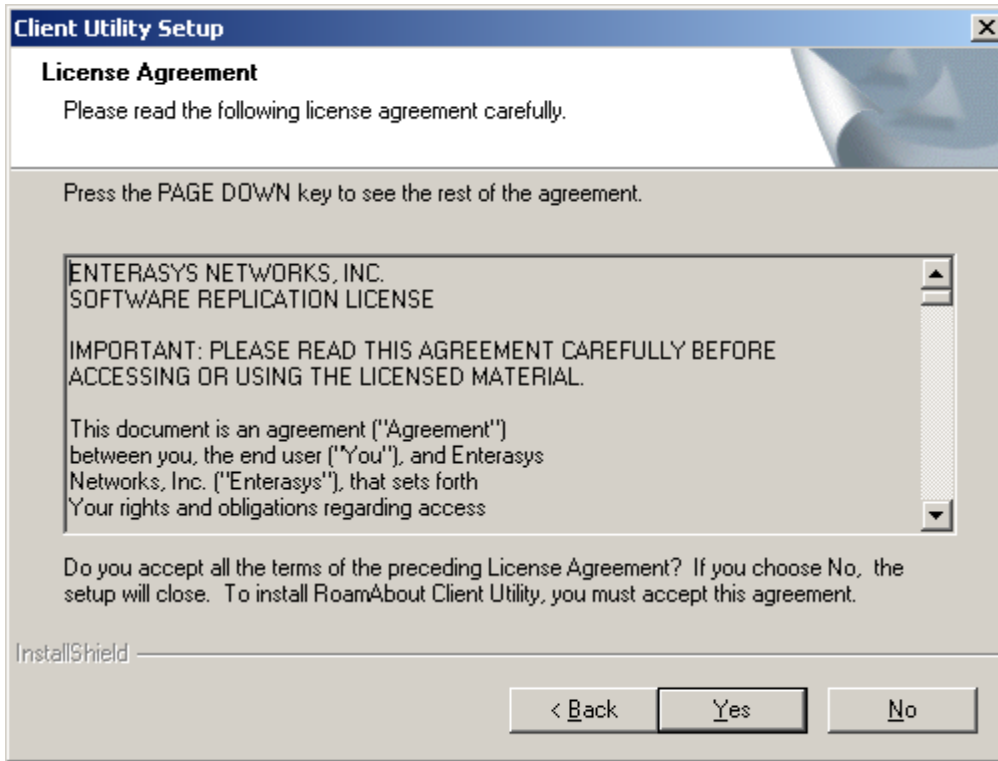 Client Utility Setup
License Agreement
Please read the following license agreement carefully.
Press the PAGE DOWN key to see the rest of the agreement.
ENTERASYS NETWORKS, INC.
SOFTWARE REPLICATION LICENSE
IMPORTANT: PLEASE READ THIS AGREEMENT CAREFULLY BEFORE
ACCESSING OR USING THE LICENSED MATERIAL.
This document is an agreement ("Agreement")
between you, the end user ("You"), and Enterasys
Networks, Inc. ("Enterasys"), that sets forth
Your rights and obligations regarding access
Do you accept all the terms of the preceding License Agreement? If you choose No, the
setup will close. To install RoamAbout Client Utility, you must accept this agreement.
InstallShield
< Back Yes No